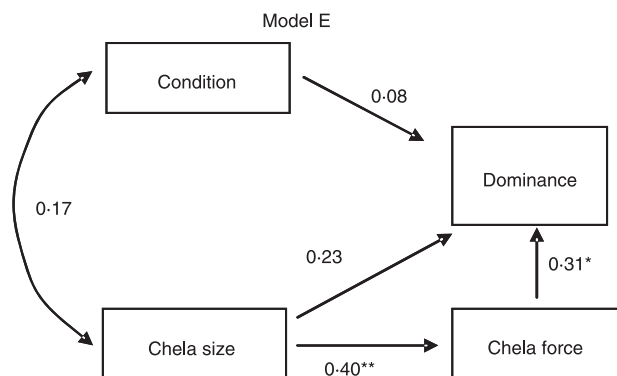 Model E
Condition
0·08
Dominance
0·17
0·23
0·31*
Chela size
Chela force
0·40**